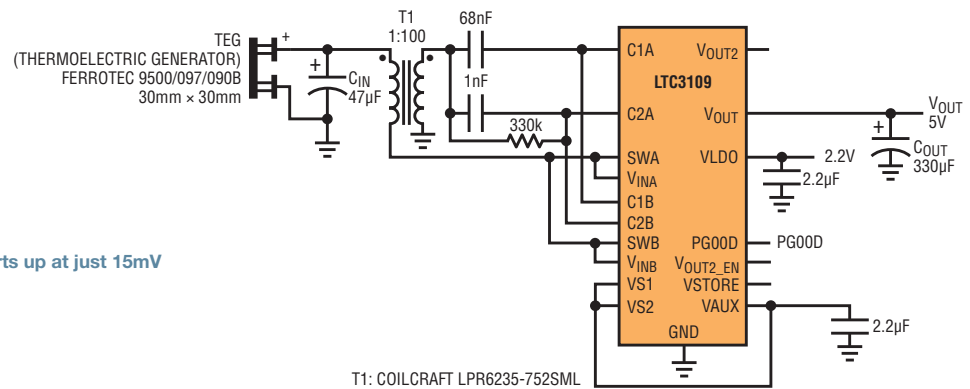 T1
1:100
68nF
TEG
(THERMOELECTRIC GENERATOR)
FERROTEC 9500/097/090B
30mm × 30mm
+
+
CIN
47µF
1nF
330k
C1A
C2A
SWA
VINA
C1B
C2B
SWB
VINB
VS1
VS2
LTC3109
VOUT2
VOUT
VLDO
PG00D
VOUT2_EN
VSTORE
VAUX
GND
VOUT
5V
+
COUT
330µF
2.2V
2.2µF
PG00D
2.2µF
rts up at just 15mV
T1: COILCRAFT LPR6235-752SML